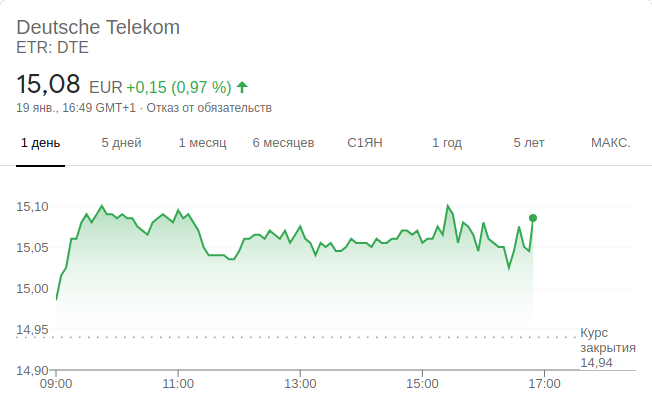 Deutsche Telekom
ETR: DTE
15,08 EUR +0,15 (0,97 %)
19 янв., 16:49 GMT+1 · Отказ от обязательств
1 день 5 дней 1 месяц 6 месяцев С1ЯН 1 год 5 лет МАКС.
15,10
15,05
15,00
14,95
Курс
закрытия
14,94
14,90
09:00 11:00 13:00 15:00 17:00